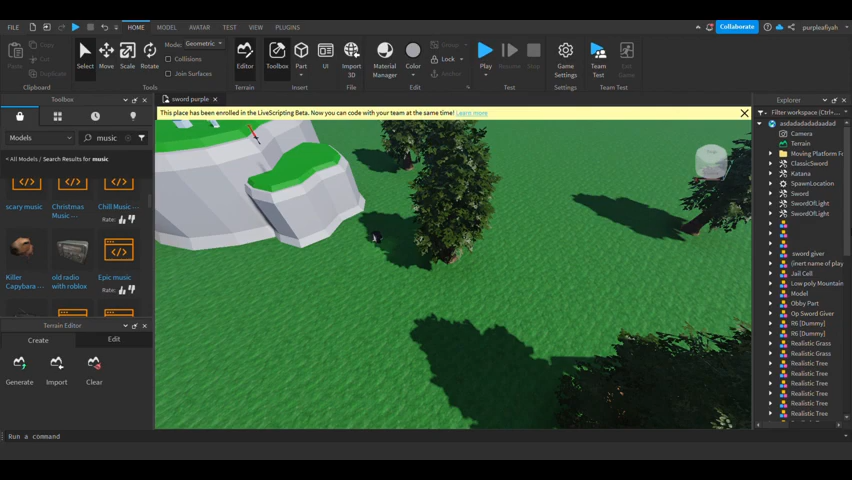 FILE HOME MODEL AVATAR TEST VIEW PLUGINS Collaborate purpleafiyah
Paste Copy Cut Duplicate Select Move Scale Rotate Mode: Geometric Collisions Join Surfaces Editor Toolbox Part UI Import 3D Material Manager Color Group Lock Anchor Play Resume Stop Game Settings Team Test Exit Game
Clipboard Tools Terrain Insert File Edit Test Settings Team Test
Toolbox
sword purple
Explorer
This place has been enrolled in the LiveScripting Beta. Now you can code with your team at the same time! Learn more
Filter workspace (Ctrl+...
Models
music
< All Models / Search Results for music
scary music
Christmas Music ...
Chill Music ...
Rate:
Killer Capybara ...
old radio with roblox
Epic music
Rate:
Terrain Editor
Create
Edit
Generate
Import
Clear
Camera
Terrain
Moving Platform F
ClassicSword
Katana
SpawnLocation
Sword
SwordOfLight
SwordOfLight
sword giver
(inert name of play
Jail Cell
Low poly Mountain
Model
Obby Part
Op Sword Giver
R6 [Dummy]
R6 [Dummy]
Realistic Grass
Realistic Grass
Realistic Tree
Realistic Tree
Realistic Tree
Realistic Tree
Realistic Tree
Realistic Tree
Run a command